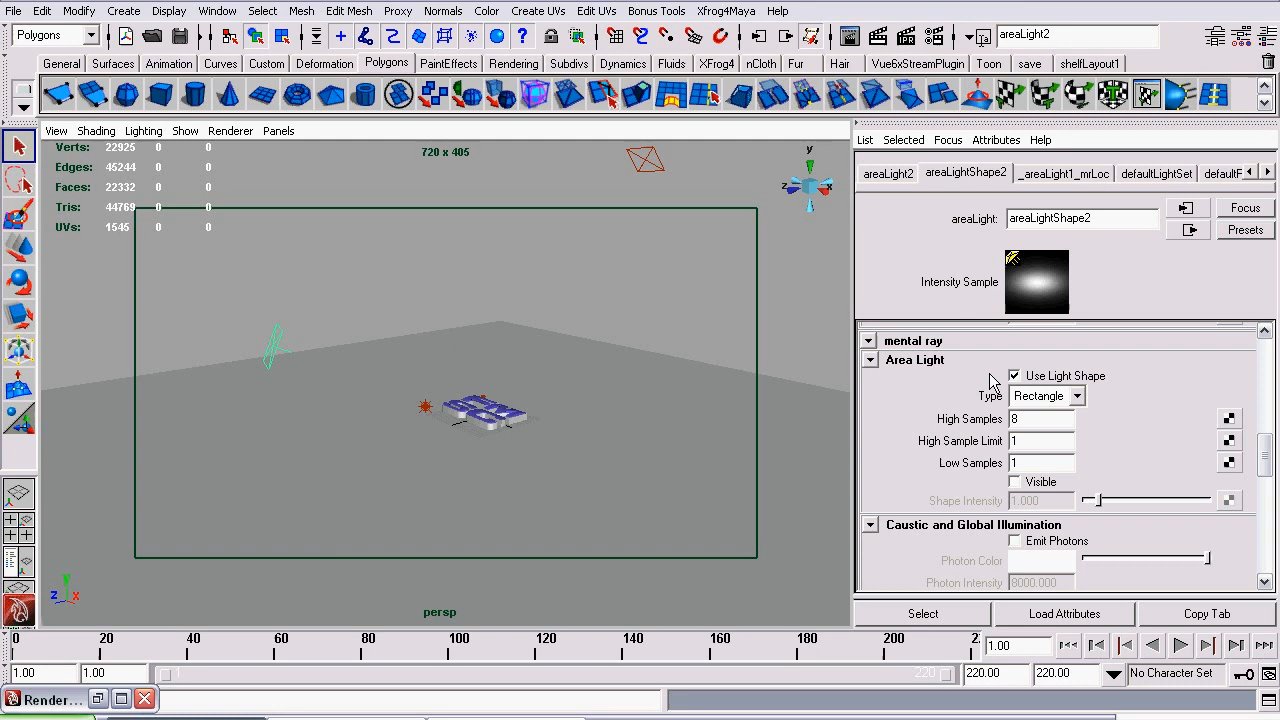 File Edit Modify Create Display Window Select Mesh Edit Mesh Proxy Normals Color Create UVs Edit UVs Bonus Tools Xfrog4Maya Help
Polygons areaLight2
General Surfaces Animation Curves Custom Deformation Polygons PaintEffects Rendering Subdivs Dynamics Fluids XFrog4 nCloth Fur Hair Vue6xStreamPlugin Toon save shelfLayout1
View Shading Lighting Show Renderer Panels
List Selected Focus Attributes Help
Verts: 22925 0 0
Edges: 45244 0 0
Faces: 22332 0 0
Tris: 44769 0 0
UVs: 1545 0 0
720 x 405
y
z x
areaLight2 areaLightShape2 _areaLight1_mrLoc defaultLightSet defaultF
areaLight: areaLightShape2
Focus
Presets
Intensity Sample
mental ray
Area Light
Use Light Shape
Type Rectangle
High Samples 8
High Sample Limit 1
Low Samples 1
Visible
Shape Intensity 1.000
Caustic and Global Illumination
Emit Photons
Photon Color
Photon Intensity 8000.000
y
z x
persp
Select Load Attributes Copy Tab
0 20 40 60 80 100 120 140 160 180 200 2
1.00
1.00 1.00 1 220 220.00 220.00 No Character Set
Render...